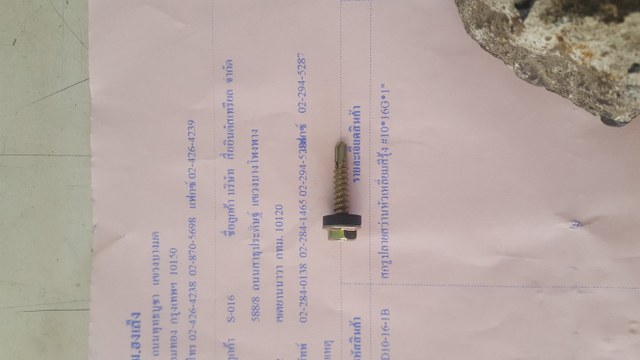 ม.ฮงเส็ง
ถนนพุทธบูชา แขวงบางมด
อมทอง กรุงเทพฯ 10150
โทร 02-426-4238 02-870-5698 แฟกซ์ 02-426-4239
ลูกค้า S-016 ชื่อลูกค้า บริษัท สื่ออินดัสเทรียล จำกัด
588/8 ถนนสาธุประดิษฐ์ แขวงบางโพงพาง
เขตยานนาวา กทม. 10120
02-284-0138 02-284-1465 02-294-5286 แฟกซ์ 02-294-5287
เหตุ
หัสสินค้า รายละเอียดสินค้า
D10-16-1B สกรูปลายสว่านหัวเหลี่ยมสีรุ้ง #10*16G*1"